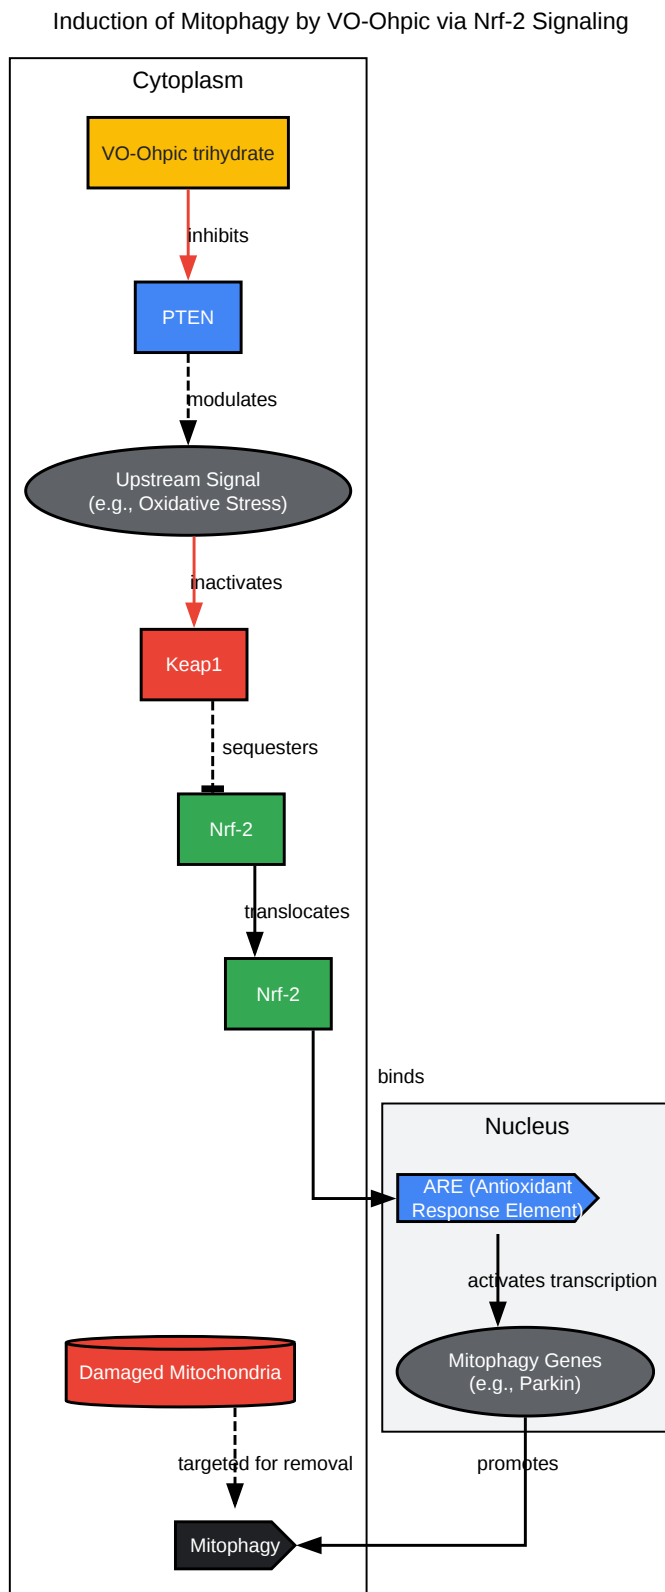 Induction of Mitophagy by VO-Ohpic via Nrf-2 Signaling
Cytoplasm
VO-Ohpic trihydrate
inhibits
PTEN
modulates
Upstream Signal
(e.g., Oxidative Stress)
inactivates
Keap1
sequesters
Nrf-2
translocates
Nrf-2
binds
Nucleus
ARE (Antioxidant
Response Element)
activates transcription
Mitophagy Genes
(e.g., Parkin)
Damaged Mitochondria
targeted for removal
promotes
Mitophagy